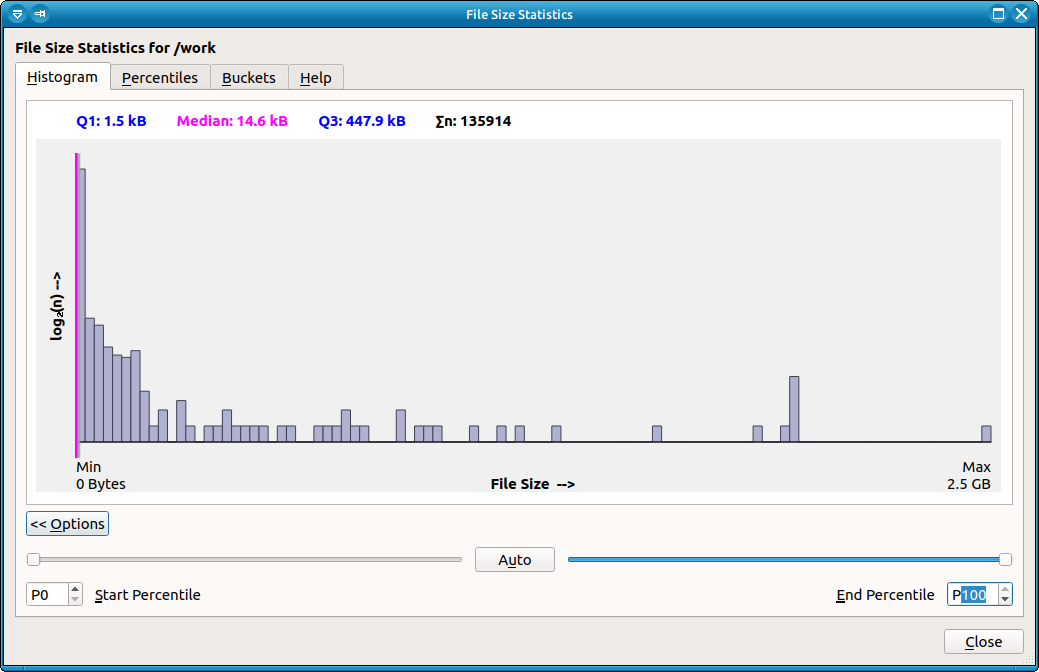 File Size Statistics
File Size Statistics for /work
Histogram Percentiles Buckets Help
Q1: 1.5 kB Median: 14.6 kB Q3: 447.9 kB Σn: 135914
log₂(n) -->
Min Max
0 Bytes File Size --> 2.5 GB
<< Options
Auto
P0 Start Percentile End Percentile P100
Close